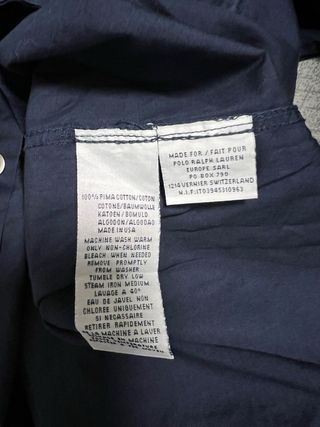 100% PIMA COTTON/COTON
COTONE/BAUMWOLLE
KATOEN/BOMULD
ALGODON/ALGODAO
MADE IN USA
MACHINE WASH WARM
ONLY NON-CHLORINE
BLEACH WHEN NEEDED
REMOVE PROMPTLY
FROM WASHER
TUMBLE DRY LOW
STEAM IRON MEDIUM
LAVAGE A 40°
EAU DE JAVEL NON
CHLOREE UNIQUEMENT
SI NECASSAIRE
RETIRER RAPIDEMENT
DE LA MACHINE A LAVER
MADE FOR / FAIT POUR
POLO RALPH LAUREN
EUROPE SARL
PO BOX 790
1214 VERNIER SWITZERLAND
N.I.F: IT03945310963